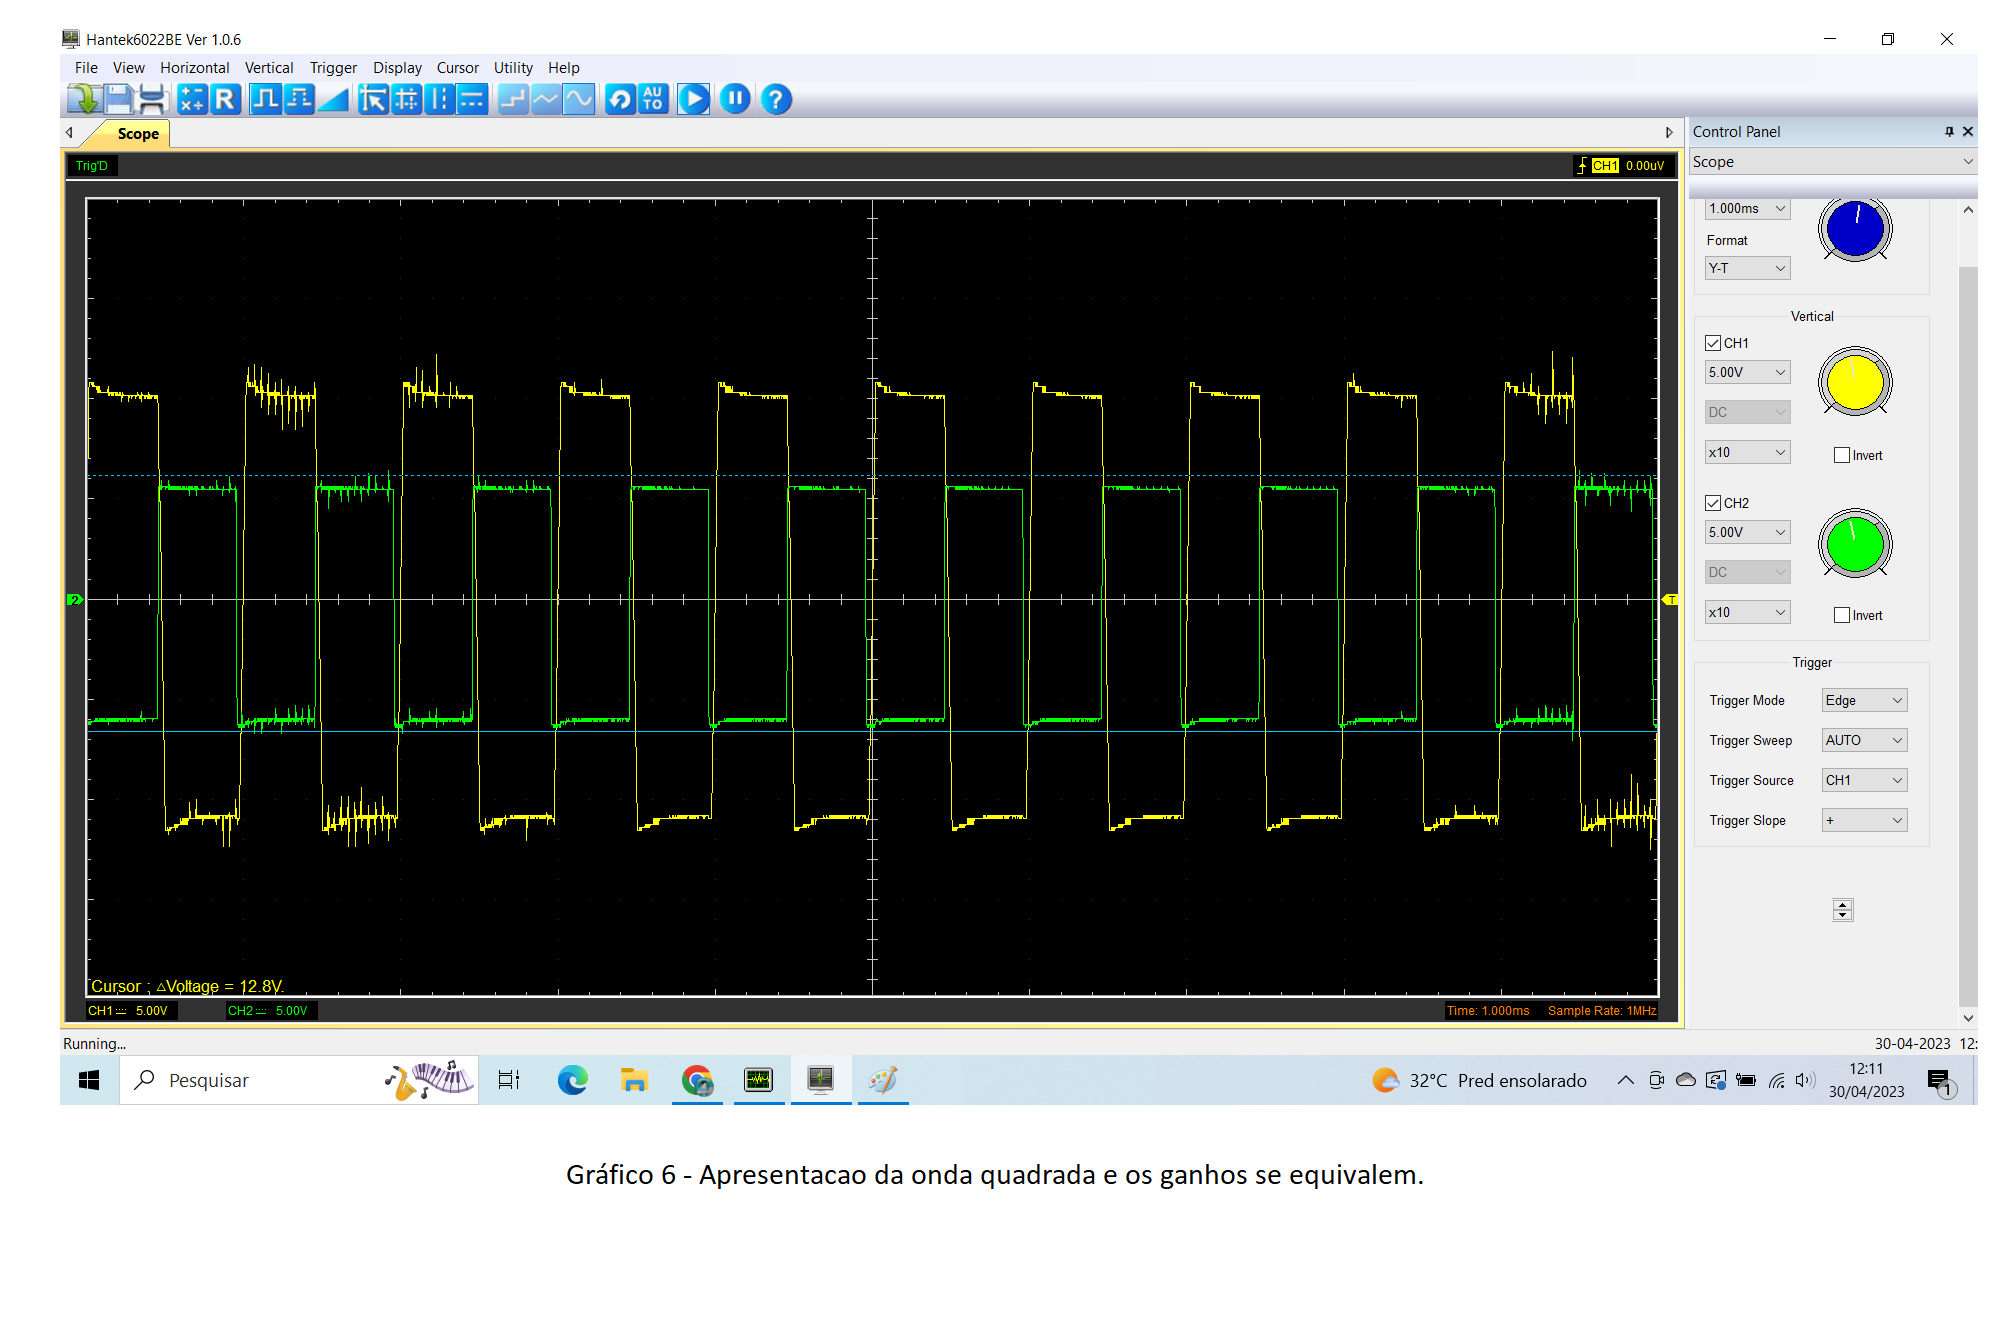 Hantek6022BE Ver 1.0.6
File View Horizontal Vertical Trigger Display Cursor Utility Help
R AU TO ?
Scope
Control Panel
Trig'D
CH1 0.00uV
Scope
1.000ms
Format
Y-T
Vertical
CH1
5.00V
DC
x10
Invert
CH2
5.00V
DC
x10
Invert
2
T
Trigger
Trigger Mode Edge
Trigger Sweep AUTO
Trigger Source CH1
Trigger Slope +
Cursor ; △Voltage = 12.8V.
CH1 5.00V CH2 5.00V Time: 1.000ms Sample Rate: 1MHz
Running...
30-04-2023 12:
Pesquisar
32°C Pred ensolarado
12:11
30/04/2023
1
Gráfico 6 - Apresentacao da onda quadrada e os ganhos se equivalem.